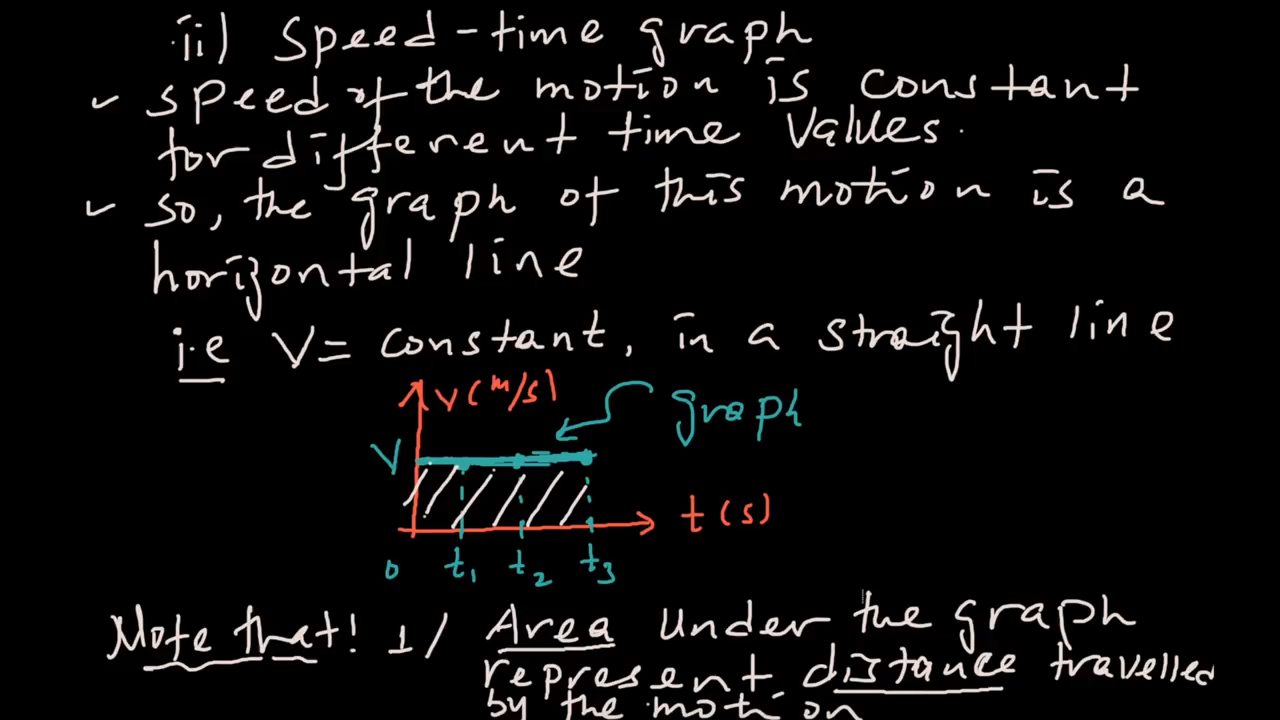 ii) Speed-time graph
✓ speed of the motion is constant
for different time values.
✓ so, the graph of this motion is a
horizontal line
i.e V = constant, in a straight line
V (m/s)
graph
V
t (s)
0 t1 t2 t3
Note that! 1/ Area under the graph
represent distance travelled
by the motion